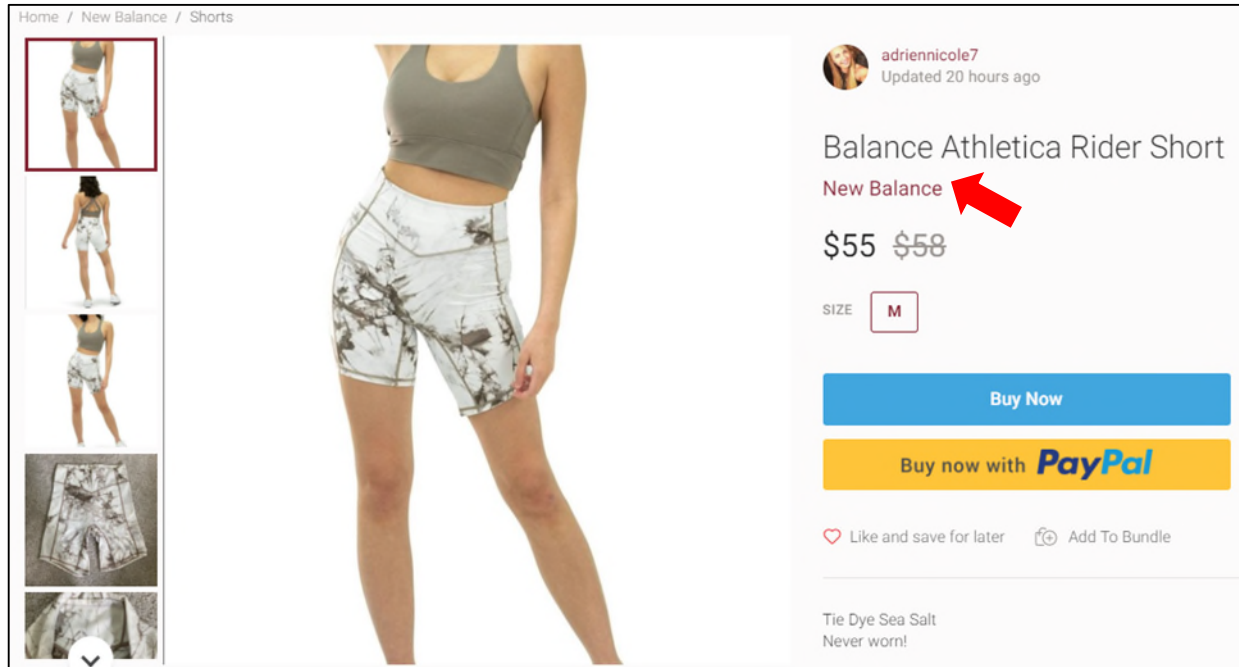 Home / New Balance / Shorts
adriennicole7
Updated 20 hours ago
Balance Athletica Rider Short
New Balance
$55 $58
SIZE M
Buy Now
Buy now with PayPal
Like and save for later Add To Bundle
Tie Dye Sea Salt
Never worn!